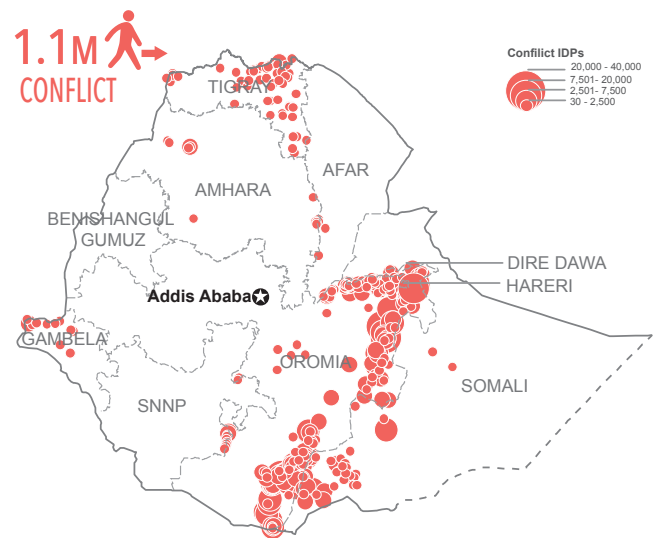 1.1M
CONFLICT
Confilict IDPs
20,000 - 40,000
7,501- 20,000
2,501- 7,500
30 - 2,500
TIGRAY
AFAR
AMHARA
BENISHANGUL
GUMUZ
DIRE DAWA
HARERI
Addis Ababa
GAMBELA
OROMIA
SOMALI
SNNP